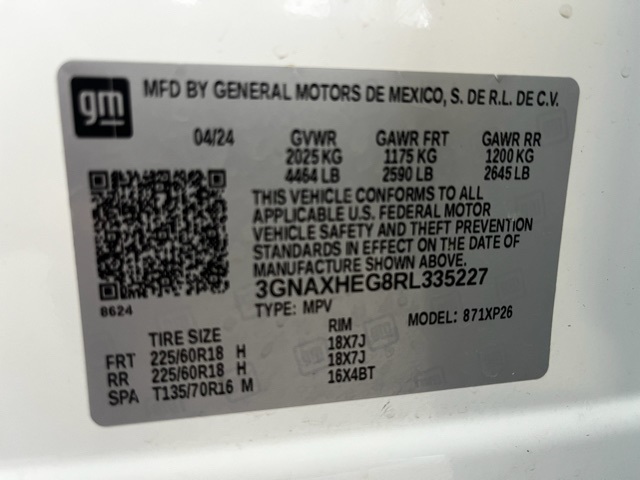 gm
MFD BY GENERAL MOTORS DE MEXICO, S. DE R.L. DE C.V.
04/24 GVWR GAWR FRT GAWR RR
2025 KG 1175 KG 1200 KG
4464 LB 2590 LB 2645 LB
THIS VEHICLE CONFORMS TO ALL
APPLICABLE U.S. FEDERAL MOTOR
VEHICLE SAFETY AND THEFT PREVENTION
STANDARDS IN EFFECT ON THE DATE OF
MANUFACTURE SHOWN ABOVE.
3GNAXHEG8RL335227
8624
TYPE: MPV MODEL: 871XP26
TIRE SIZE RIM
FRT 225/60R18 H 18X7J
RR 225/60R18 H 18X7J
SPA T135/70R16 M 16X4BT